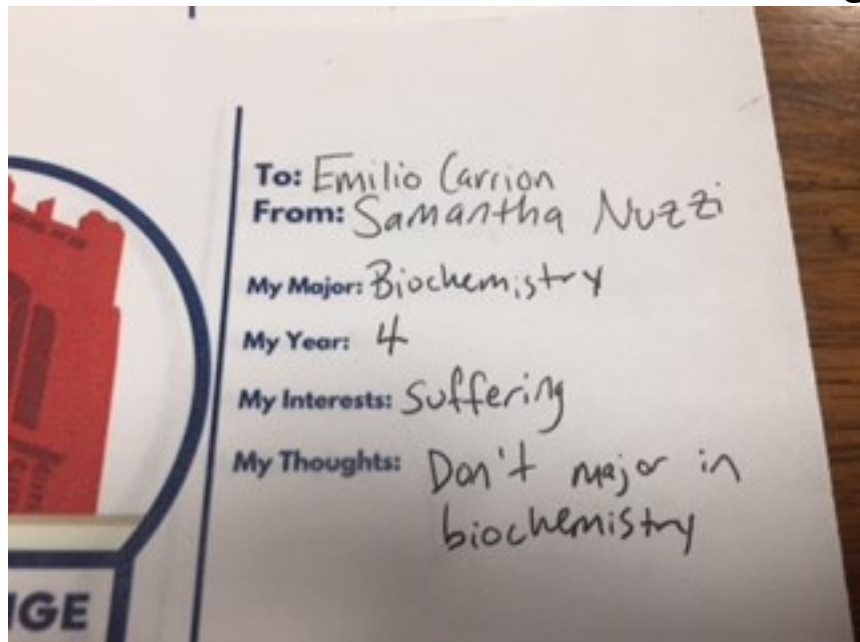 To: Emilio Carrion
From: Samantha Nuzzi
My Major: Biochemistry
My Year: 4
My Interests: Suffering
My Thoughts: Don't major in
biochemistry